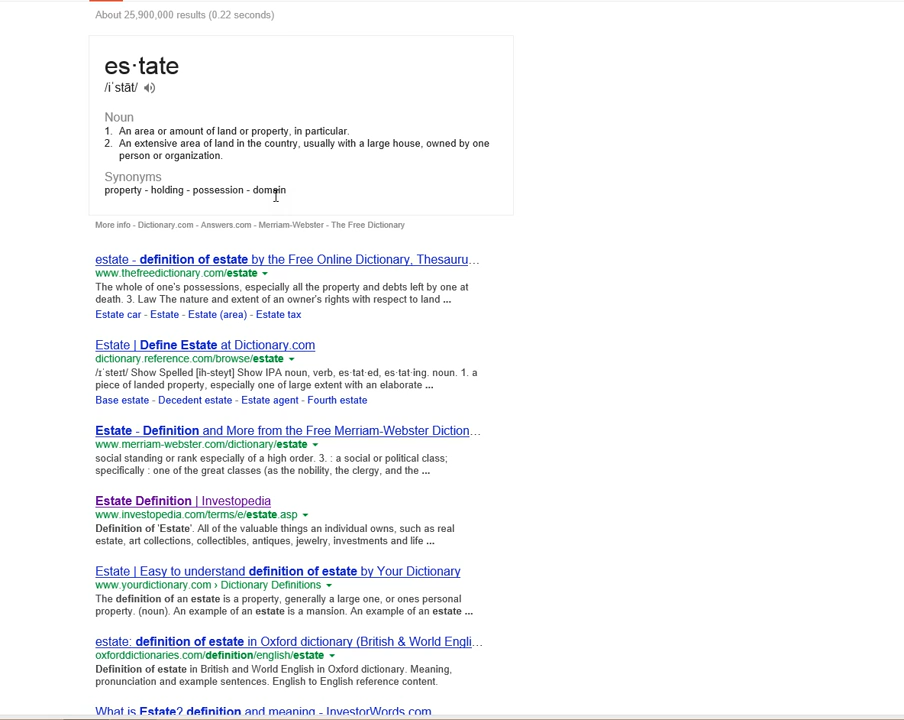 About 25,900,000 results (0.22 seconds)
es·tate
/iˈstāt/
Noun
1. An area or amount of land or property, in particular.
2. An extensive area of land in the country, usually with a large house, owned by one
person or organization.
Synonyms
property - holding - possession - domain
More info - Dictionary.com - Answers.com - Merriam-Webster - The Free Dictionary
estate - definition of estate by the Free Online Dictionary, Thesauru...
www.thefreedictionary.com/estate
The whole of one's possessions, especially all the property and debts left by one at
death. 3. Law The nature and extent of an owner's rights with respect to land ...
Estate car - Estate - Estate (area) - Estate tax
Estate | Define Estate at Dictionary.com
dictionary.reference.com/browse/estate
/ɪˈsteɪt/ Show Spelled [ih-steyt] Show IPA noun, verb, es·tat·ed, es·tat·ing. noun. 1. a
piece of landed property, especially one of large extent with an elaborate ...
Base estate - Decedent estate - Estate agent - Fourth estate
Estate - Definition and More from the Free Merriam-Webster Diction...
www.merriam-webster.com/dictionary/estate
social standing or rank especially of a high order. 3. : a social or political class;
specifically : one of the great classes (as the nobility, the clergy, and the ...
Estate Definition | Investopedia
www.investopedia.com/terms/e/estate.asp
Definition of 'Estate'. All of the valuable things an individual owns, such as real
estate, art collections, collectibles, antiques, jewelry, investments and life ...
Estate | Easy to understand definition of estate by Your Dictionary
www.yourdictionary.com › Dictionary Definitions
The definition of an estate is a property, generally a large one, or ones personal
property. (noun). An example of an estate is a mansion. An example of an estate ...
estate: definition of estate in Oxford dictionary (British & World Engli...
oxforddictionaries.com/definition/english/estate
Definition of estate in British and World English in Oxford dictionary. Meaning,
pronunciation and example sentences. English to English reference content.
What is Estate? definition and meaning - InvestorWords.com